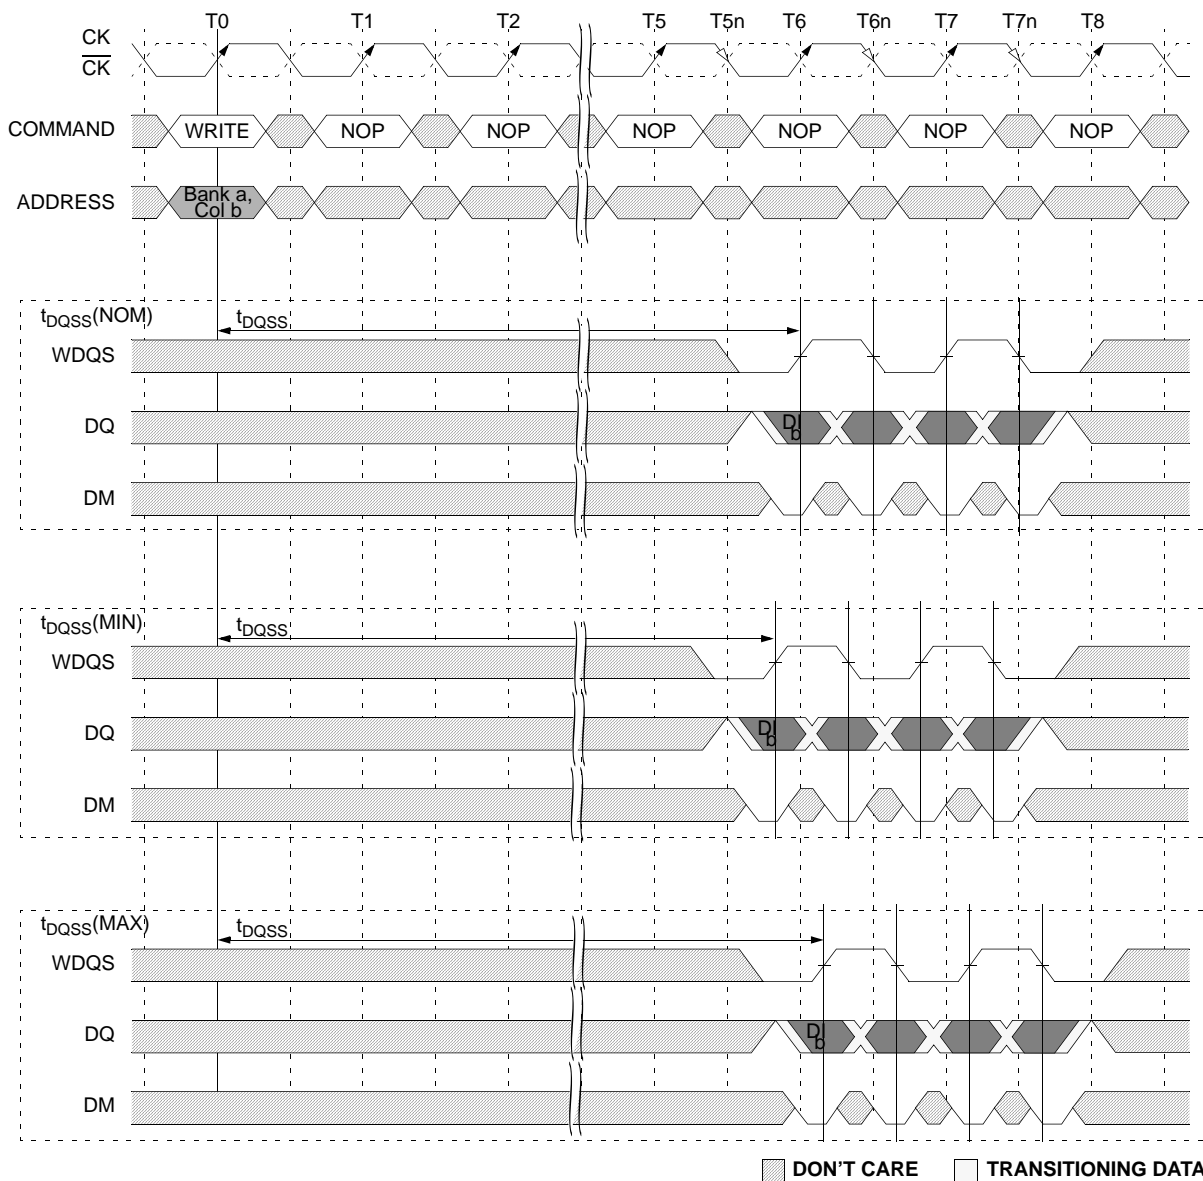 T0 T1 T2 T5 T5n T6 T6n T7 T7n T8
CK
CK
COMMAND WRITE NOP NOP NOP NOP NOP NOP
ADDRESS Bank a,
Col b
tDQSS(NOM) tDQSS
WDQS
DQ DI
b
DM
tDQSS(MIN) tDQSS
WDQS
DQ DI
b
DM
tDQSS(MAX) tDQSS
WDQS
DQ DI
b
DM
DON'T CARE TRANSITIONING DATA